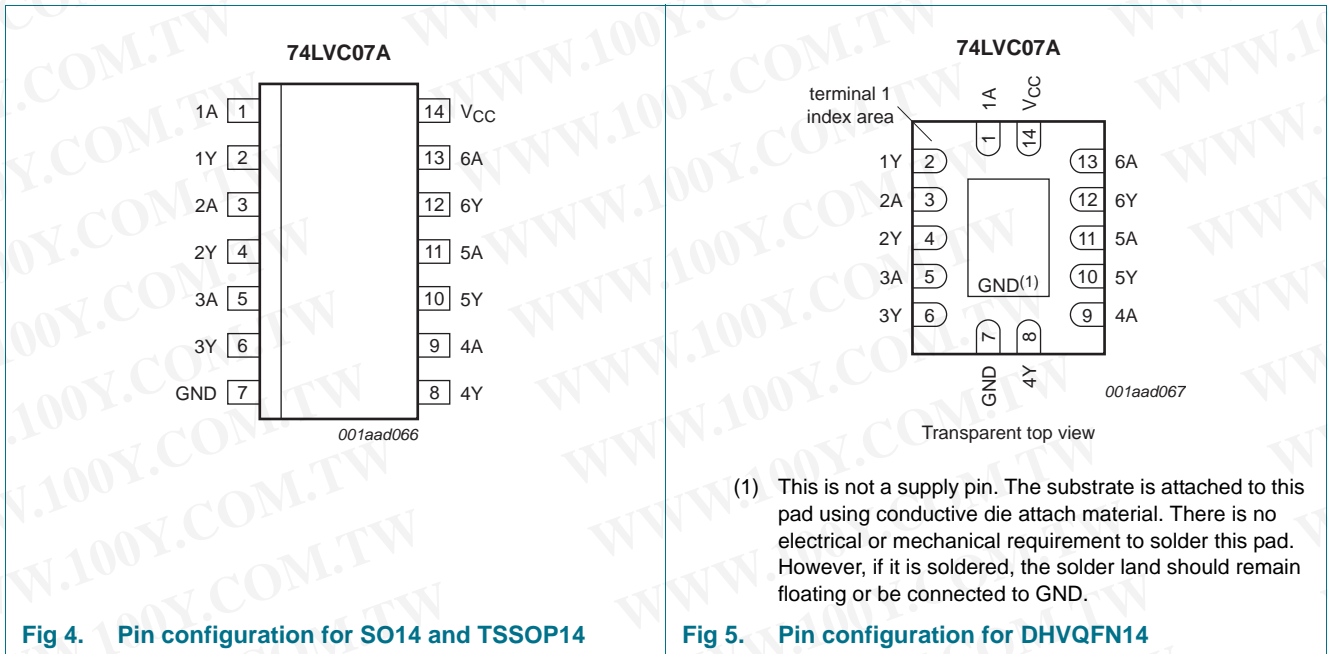 74LVC07A
1A 1 14 VCC
1Y 2 13 6A
2A 3 12 6Y
2Y 4 11 5A
3A 5 10 5Y
3Y 6 9 4A
GND 7 8 4Y
001aad066
Fig 4. Pin configuration for SO14 and TSSOP14
74LVC07A
terminal 1
index area
1A VCC
1 14
1Y 2 13 6A
2A 3 12 6Y
2Y 4 11 5A
3A 5 10 5Y
GND(1)
3Y 6 9 4A
7 8
GND 4Y
001aad067
Transparent top view
(1) This is not a supply pin. The substrate is attached to this
pad using conductive die attach material. There is no
electrical or mechanical requirement to solder this pad.
However, if it is soldered, the solder land should remain
floating or be connected to GND.
Fig 5. Pin configuration for DHVQFN14
WWW.100Y.COM.TW